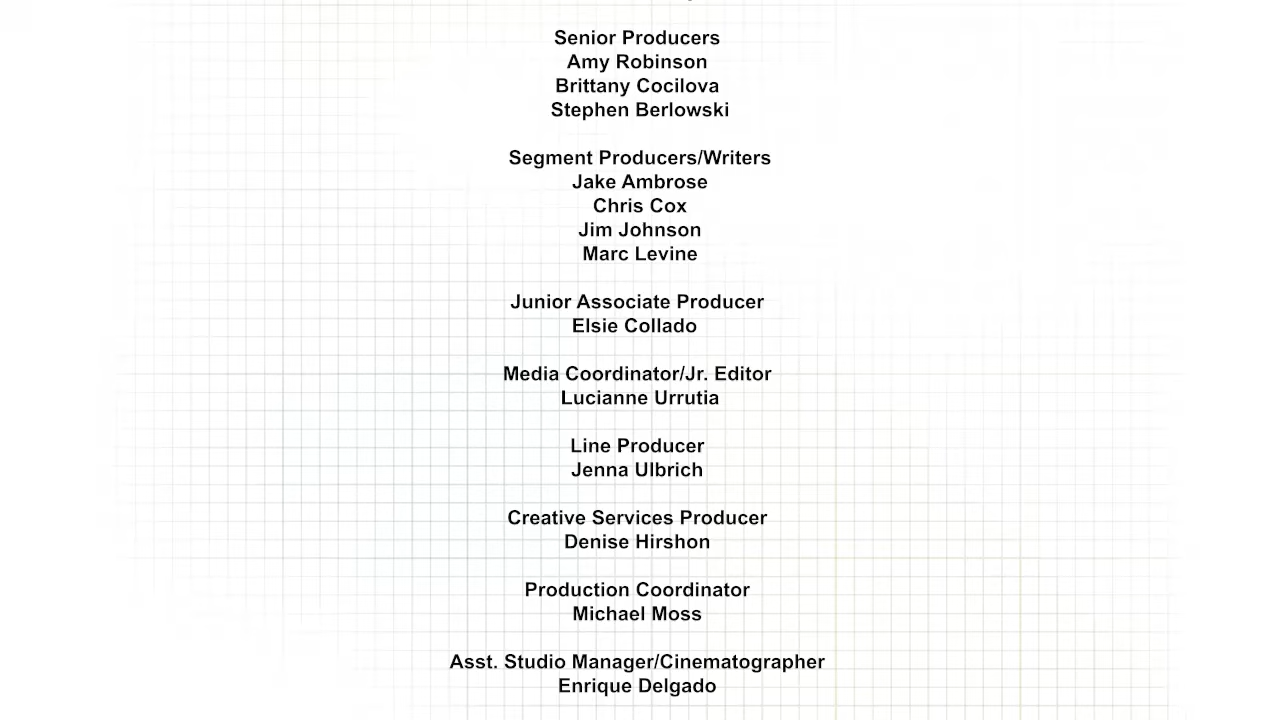 Senior Producers
Amy Robinson
Brittany Cocilova
Stephen Berlowski
Segment Producers/Writers
Jake Ambrose
Chris Cox
Jim Johnson
Marc Levine
Junior Associate Producer
Elsie Collado
Media Coordinator/Jr. Editor
Lucianne Urrutia
Line Producer
Jenna Ulbrich
Creative Services Producer
Denise Hirshon
Production Coordinator
Michael Moss
Asst. Studio Manager/Cinematographer
Enrique Delgado